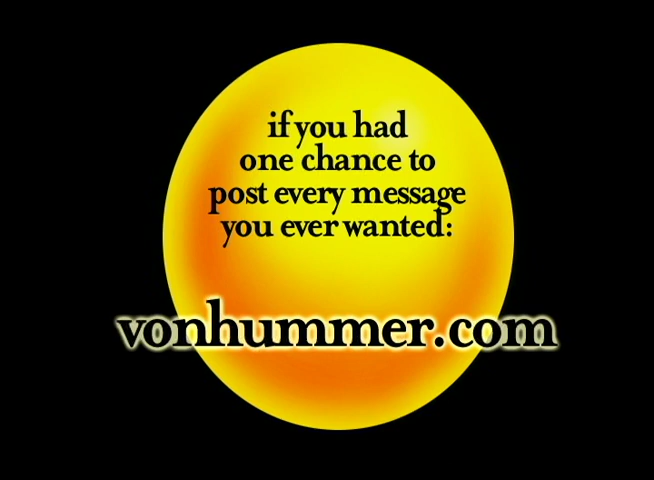 if you had
one chance to
post every message
you ever wanted:
vonhummer.com